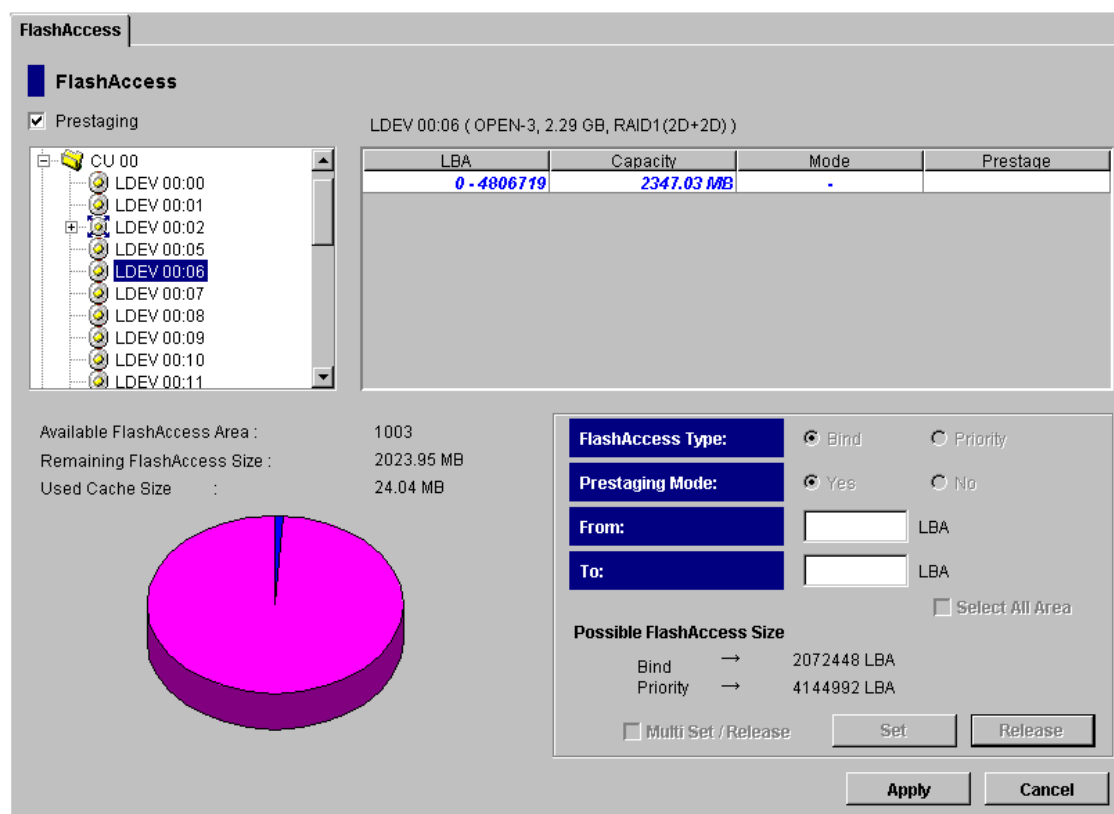 FlashAccess
FlashAccess
Prestaging
LDEV 00:06 ( OPEN-3, 2.29 GB, RAID1(2D+2D) )
CU 00
LDEV 00:00
LDEV 00:01
LDEV 00:02
LDEV 00:05
LDEV 00:06
LDEV 00:07
LDEV 00:08
LDEV 00:09
LDEV 00:10
LDEV 00:11
LBA Capacity Mode Prestage
0 - 4806719 2347.03 MB -
Available FlashAccess Area : 1003
Remaining FlashAccess Size : 2023.95 MB
Used Cache Size : 24.04 MB
FlashAccess Type: Bind Priority
Prestaging Mode: Yes No
From: LBA
To: LBA
Select All Area
Possible FlashAccess Size
Bind → 2072448 LBA
Priority → 4144992 LBA
Multi Set / Release Set Release
Apply Cancel